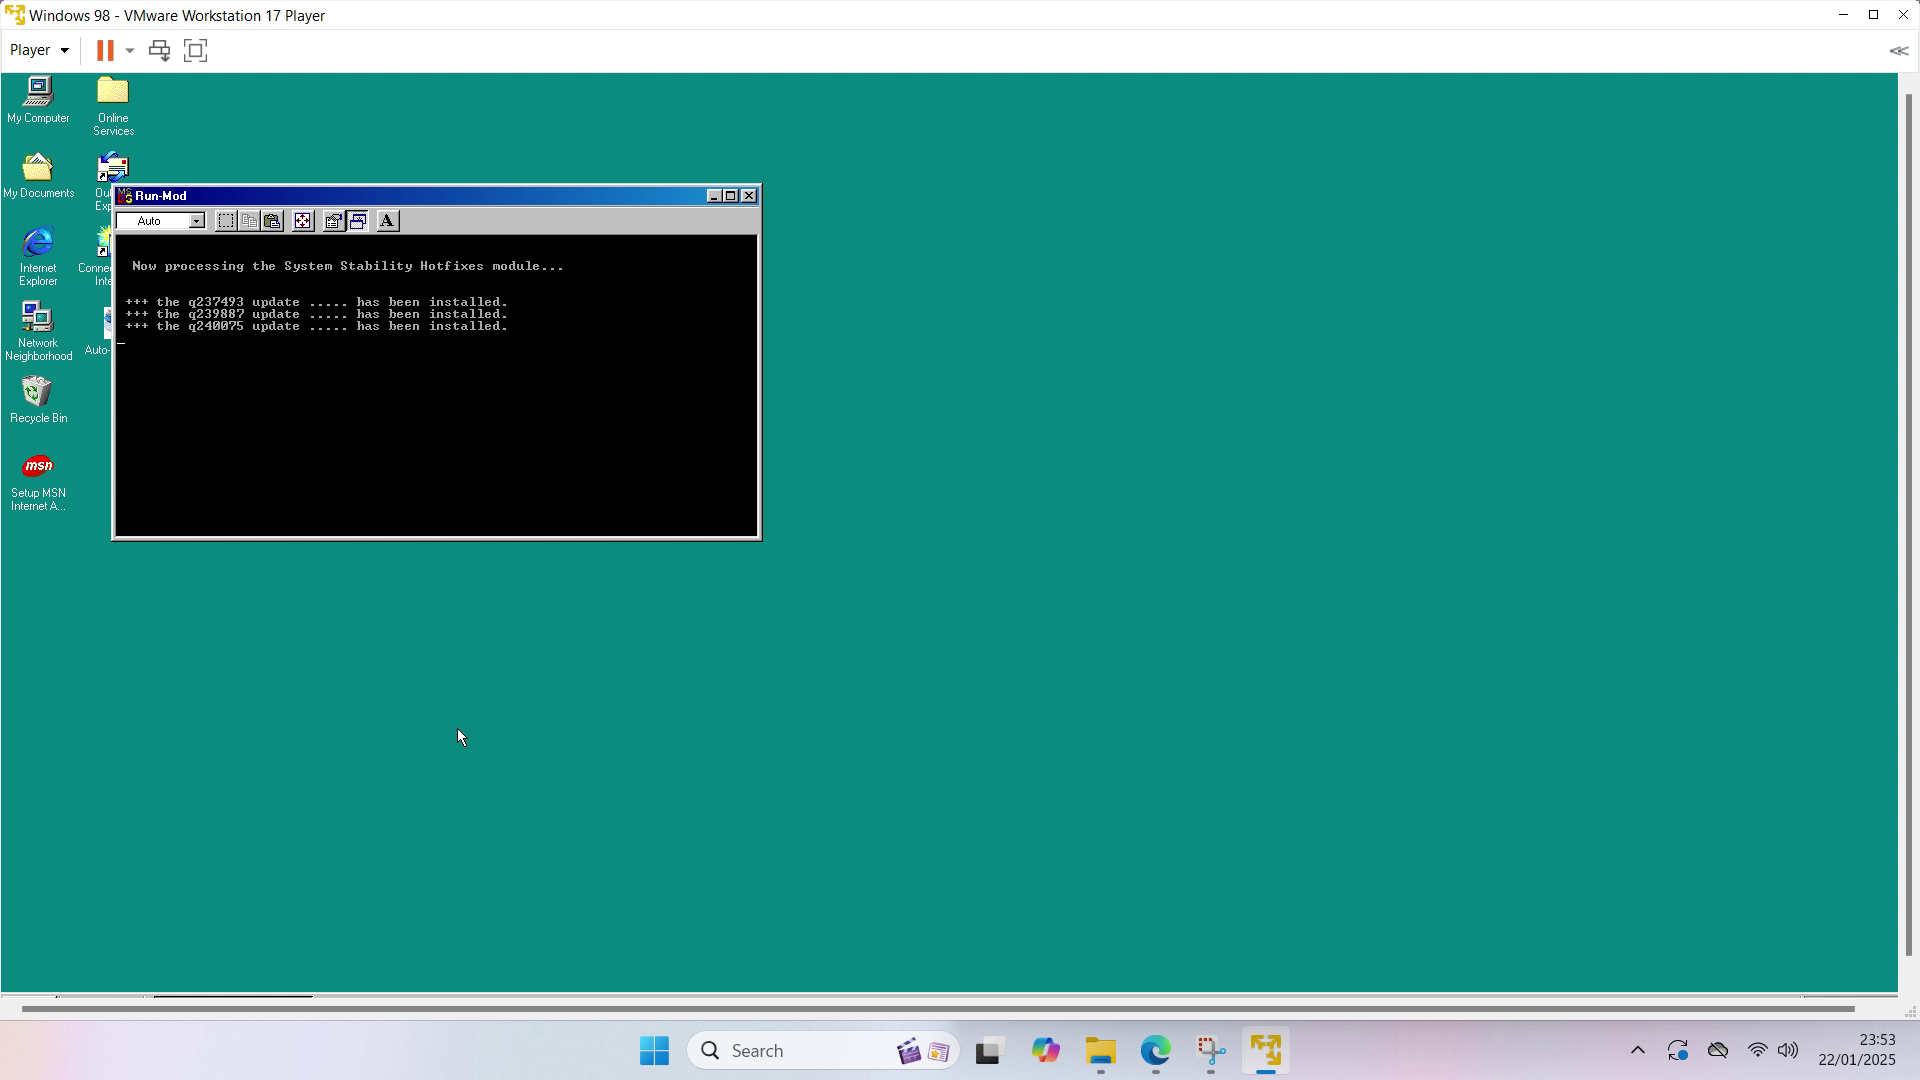 Windows 98 - VMware Workstation 17 Player
Player
My Computer
Online
Services
My Documents
Internet
Explorer
Network
Neighborhood
Recycle Bin
msn
Setup MSN
Internet A...
Run-Mod
Auto
A
Now processing the System Stability Hotfixes module...
+++ the q237493 update ..... has been installed.
+++ the q239887 update ..... has been installed.
+++ the q240075 update ..... has been installed.
Ou
Exp
Conne
Inte
Auto-
Search
23:53
22/01/2025